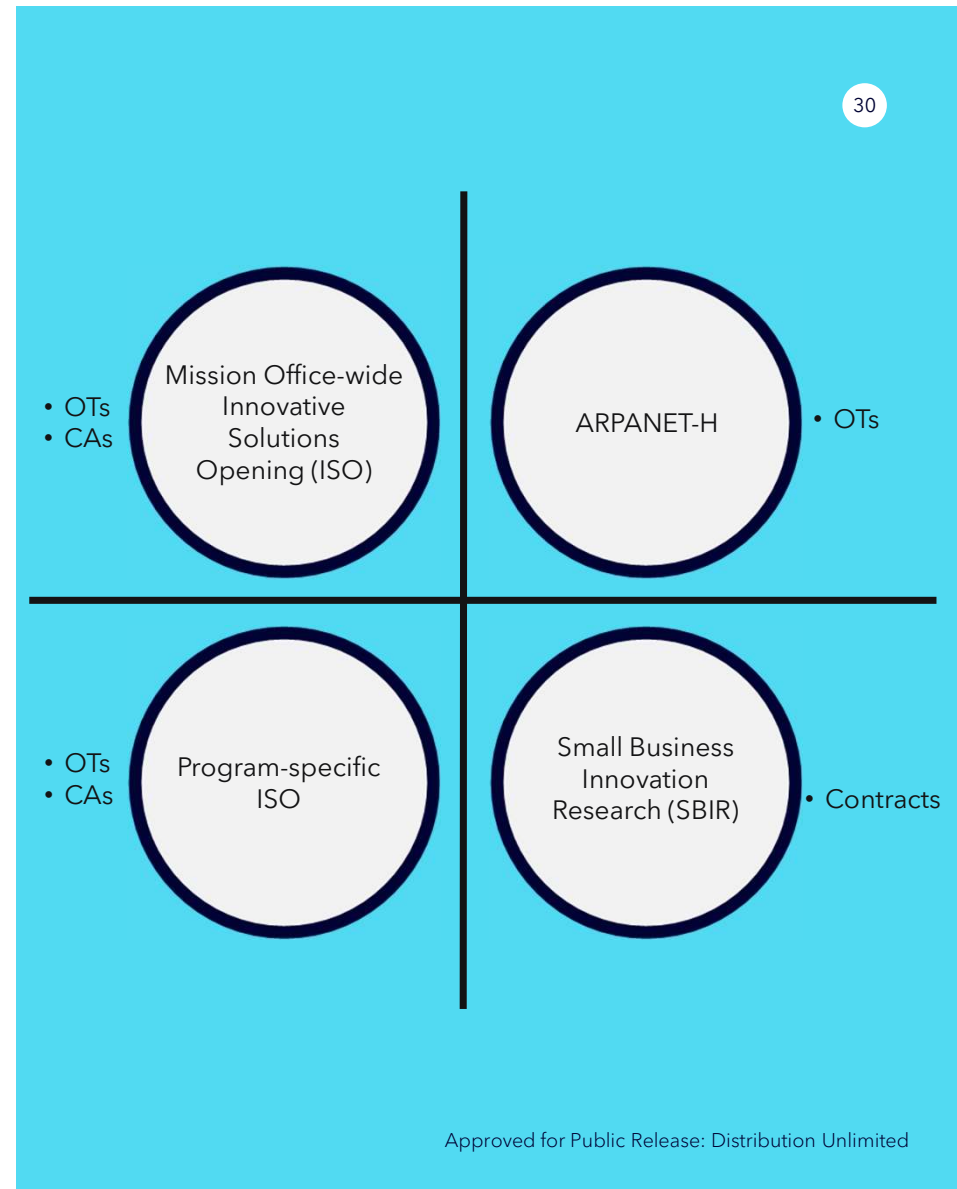 30
• OTs
• CAs
Mission Office-wide
Innovative
Solutions
Opening (ISO)
ARPANET-H
• OTs
• OTs
• CAs
Program-specific
ISO
Small Business
Innovation
Research (SBIR)
• Contracts
Approved for Public Release: Distribution Unlimited